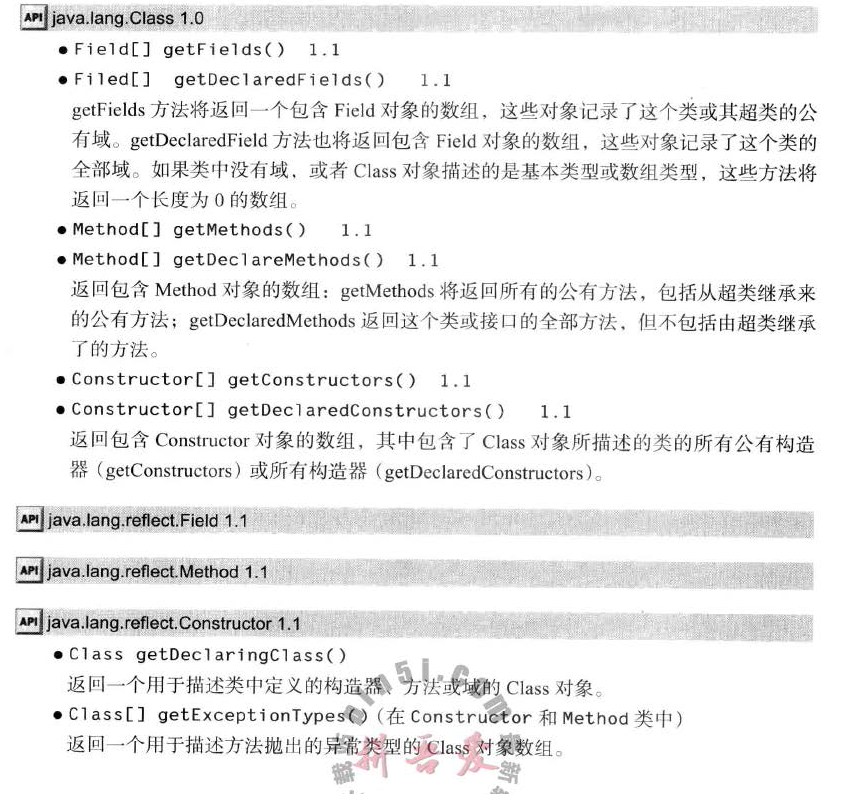 API java.lang.Class 1.0
● Field[] getFields() 1.1
● Filed[] getDeclaredFields() 1.1
getFields 方法将返回一个包含 Field 对象的数组，这些对象记录了这个类或其超类的公
有域。getDeclaredField 方法也将返回包含 Field 对象的数组，这些对象记录了这个类的
全部域。如果类中没有域，或者 Class 对象描述的是基本类型或数组类型，这些方法将
返回一个长度为 0 的数组。
● Method[] getMethods() 1.1
● Method[] getDeclareMethods() 1.1
返回包含 Method 对象的数组：getMethods 将返回所有的公有方法，包括从超类继承来
的公有方法；getDeclaredMethods 返回这个类或接口的全部方法，但不包括由超类继承
了的方法。
● Constructor[] getConstructors() 1.1
● Constructor[] getDeclaredConstructors() 1.1
返回包含 Constructor 对象的数组，其中包含了 Class 对象所描述的类的所有公有构造
器（getConstructors）或所有构造器（getDeclaredConstructors）。
API java.lang.reflect.Field 1.1
API java.lang.reflect.Method 1.1
API java.lang.reflect.Constructor 1.1
● Class getDeclaringClass()
返回一个用于描述类中定义的构造器、方法或域的 Class 对象。
● Class[] getExceptionTypes()（在 Constructor 和 Method 类中）
返回一个用于描述方法抛出的异常类型的 Class 对象数组。